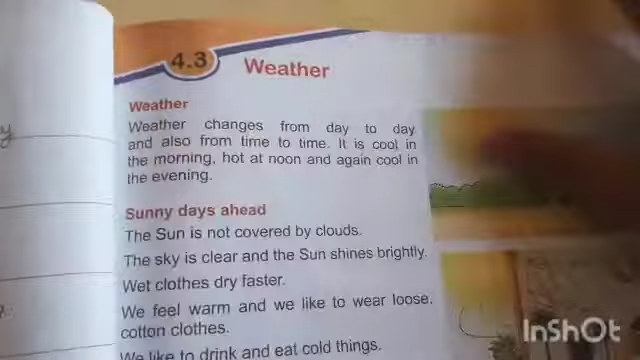 4.3
Weather
Weather
Weather changes from day to day
and also from time to time. It is cool in
the morning, hot at noon and again cool in
the evening.
Sunny days ahead
The Sun is not covered by clouds.
The sky is clear and the Sun shines brightly.
Wet clothes dry faster.
We feel warm and we like to wear loose,
cotton clothes.
We like to drink and eat cold things.
InShOt